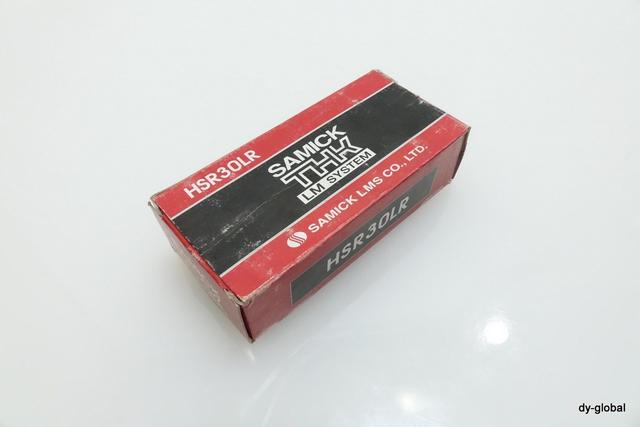 HSR30LR
SAMICK
THK
LM SYSTEM
SAMICK LMS CO., LTD.
HSR30LR
dy-global